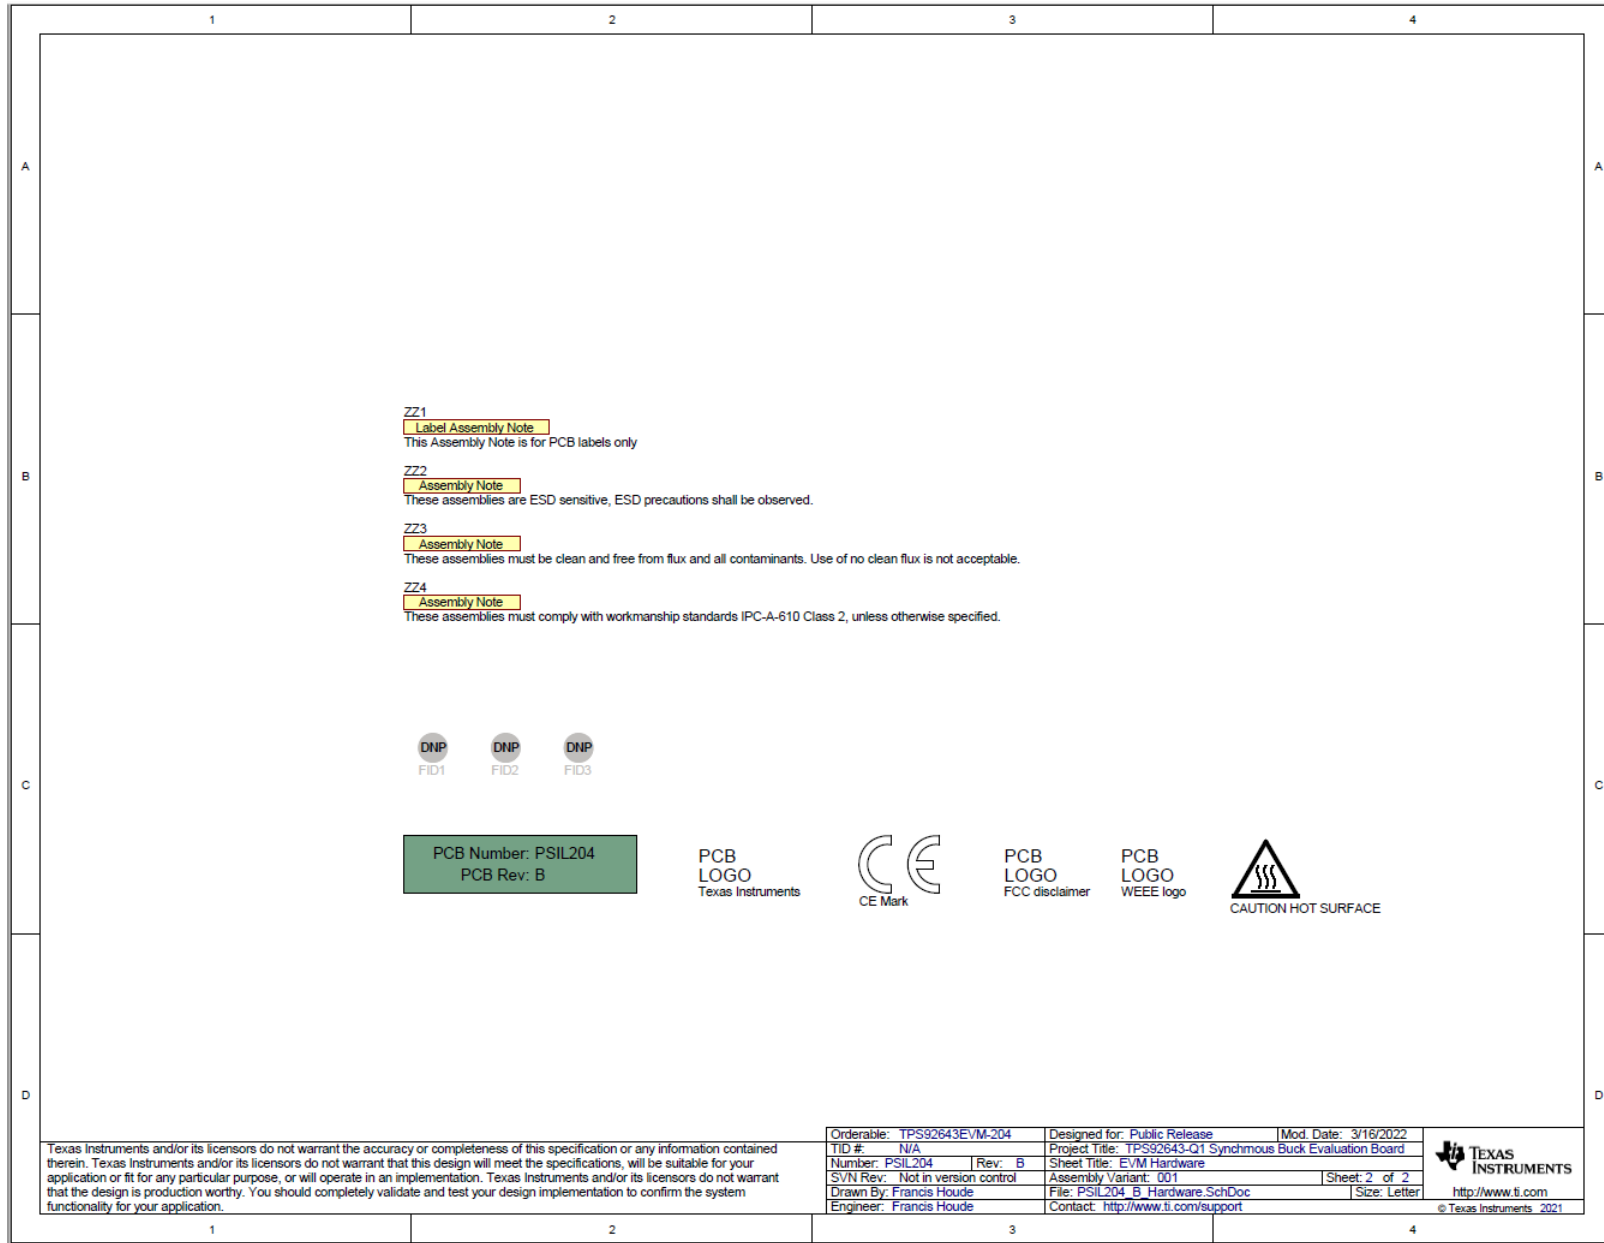 1 2 3 4
A A
ZZ1
Label Assembly Note
This Assembly Note is for PCB labels only
B B
ZZ2
Assembly Note
These assemblies are ESD sensitive, ESD precautions shall be observed.
ZZ3
Assembly Note
These assemblies must be clean and free from flux and all contaminants. Use of no clean flux is not acceptable.
ZZ4
Assembly Note
These assemblies must comply with workmanship standards IPC-A-610 Class 2, unless otherwise specified.
DNP DNP DNP
FID1 FID2 FID3
C C
PCB Number: PSIL204
PCB Rev: B
PCB
LOGO
Texas Instruments
CE
CE Mark
PCB
LOGO
FCC disclaimer
PCB
LOGO
WEEE logo
CAUTION HOT SURFACE
D D
Texas Instruments and/or its licensors do not warrant the accuracy or completeness of this specification or any information contained
therein. Texas Instruments and/or its licensors do not warrant that this design will meet the specifications, will be suitable for your
application or fit for any particular purpose, or will operate in an implementation. Texas Instruments and/or its licensors do not warrant
that the design is production worthy. You should completely validate and test your design implementation to confirm the system
functionality for your application.
Orderable: TPS92643EVM-204 Designed for: Public Release Mod. Date: 3/16/2022
TID #: N/A Project Title: TPS92643-Q1 Synchrnous Buck Evaluation Board
Number: PSIL204 Rev: B Sheet Title: EVM Hardware
SVN Rev: Not in version control Assembly Variant: 001 Sheet: 2 of 2
Drawn By: Francis Houde File: PSIL204_B_Hardware.SchDoc Size: Letter
Engineer: Francis Houde Contact: http://www.ti.com/support
TEXAS
INSTRUMENTS
http://www.ti.com
© Texas Instruments 2021
1 2 3 4